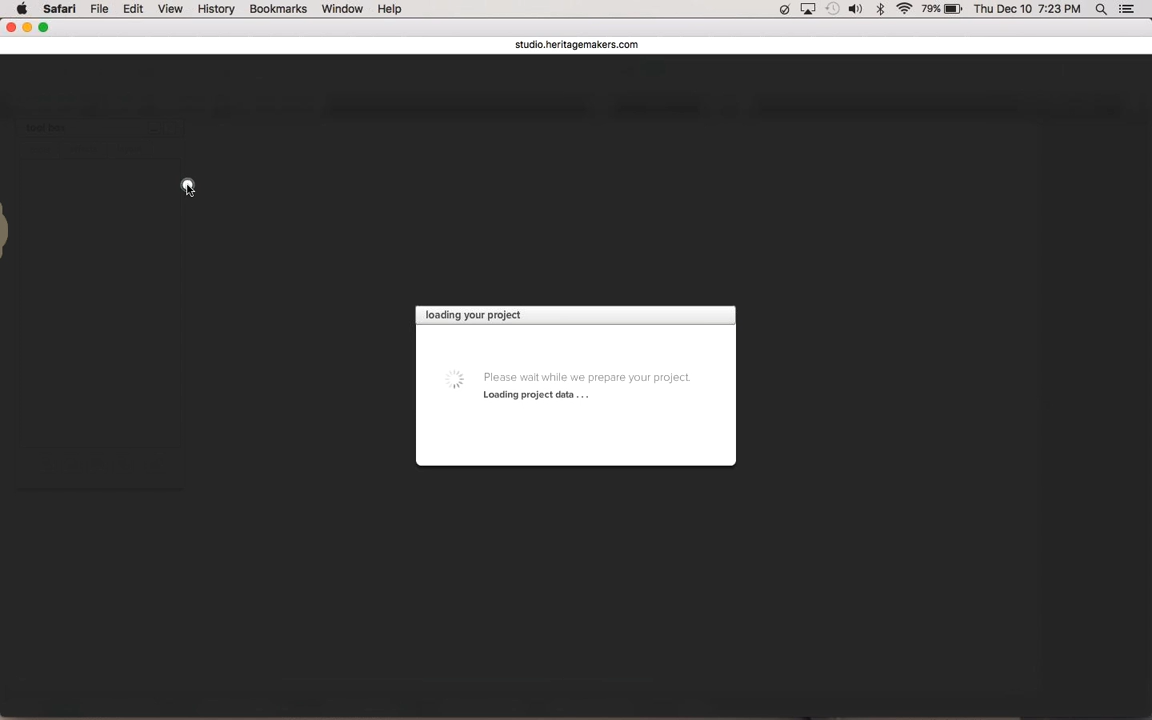 Safari File Edit View History Bookmarks Window Help 79% Thu Dec 10 7:23 PM
studio.heritagemakers.com
loading your project
Please wait while we prepare your project.
Loading project data . . .